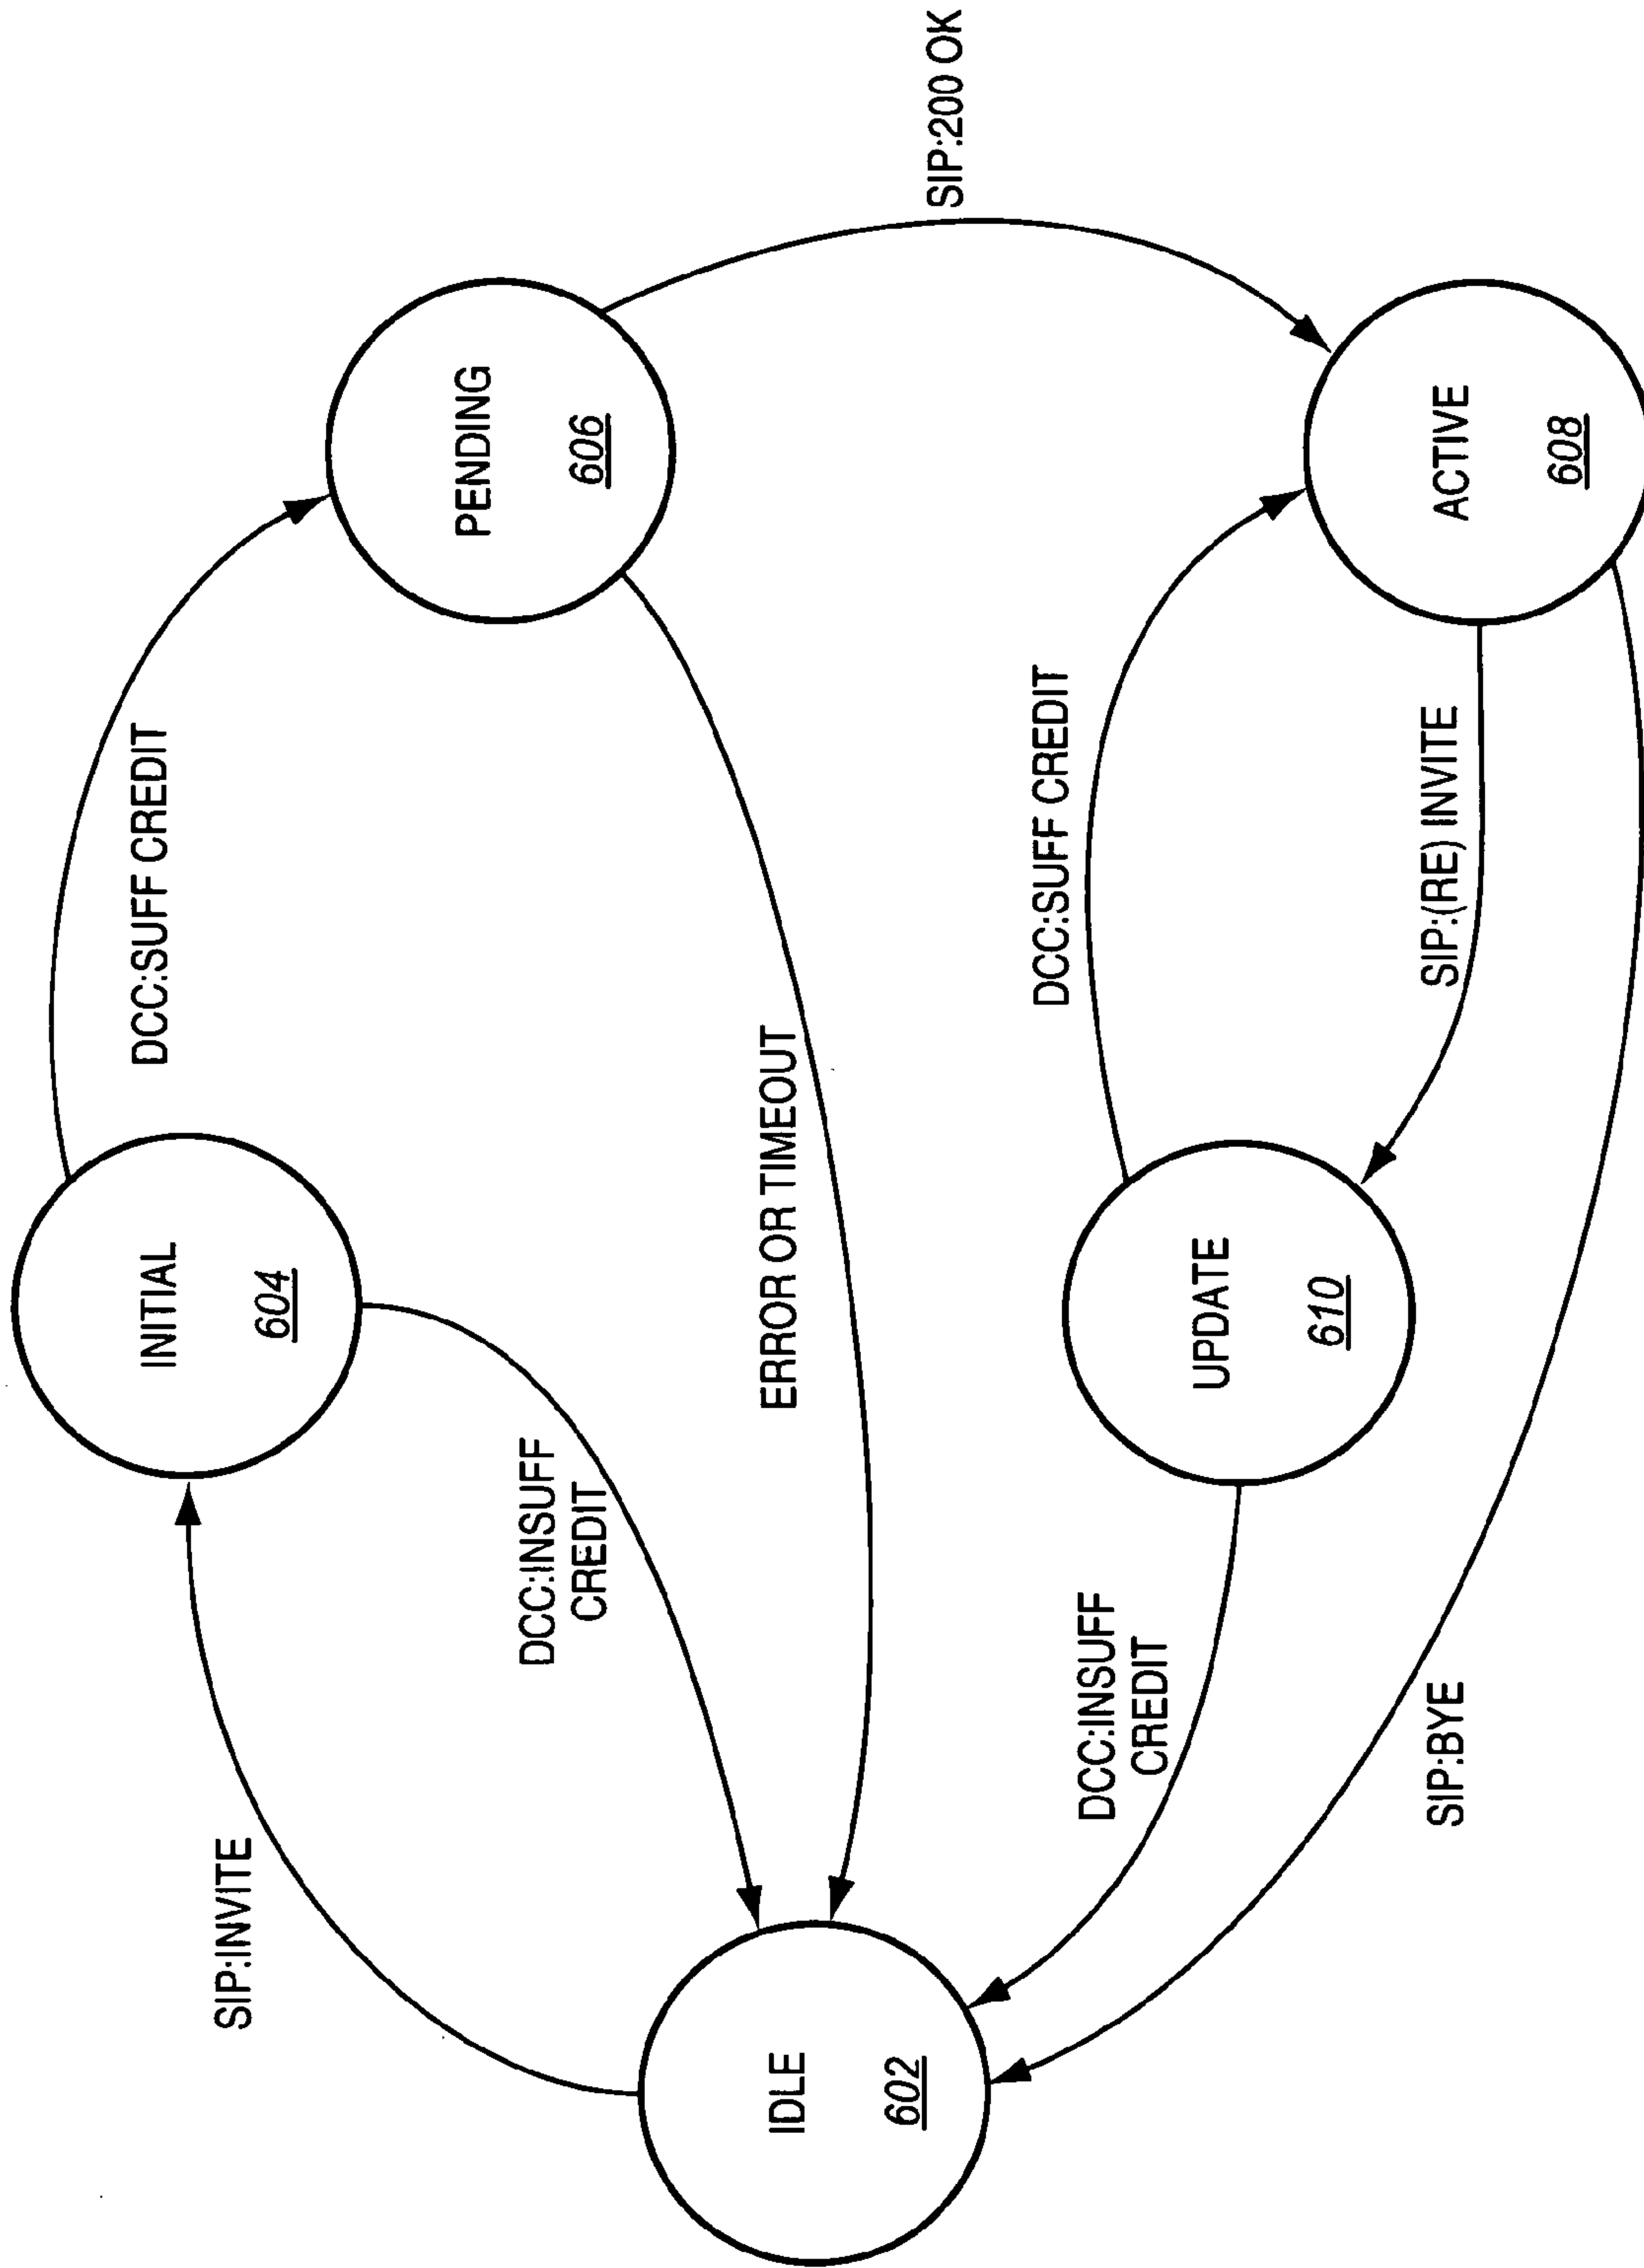 INITIAL
604
DCC:SUFF CREDIT
PENDING
606
SIP:INVITE
DCC:INSUFF
CREDIT
ERROR OR TIMEOUT
SIP:200 OK
IDLE
602
DCC:INSUFF
CREDIT
UPDATE
610
DCC:SUFF CREDIT
SIP:(RE) INVITE
ACTIVE
608
SIP:BYE